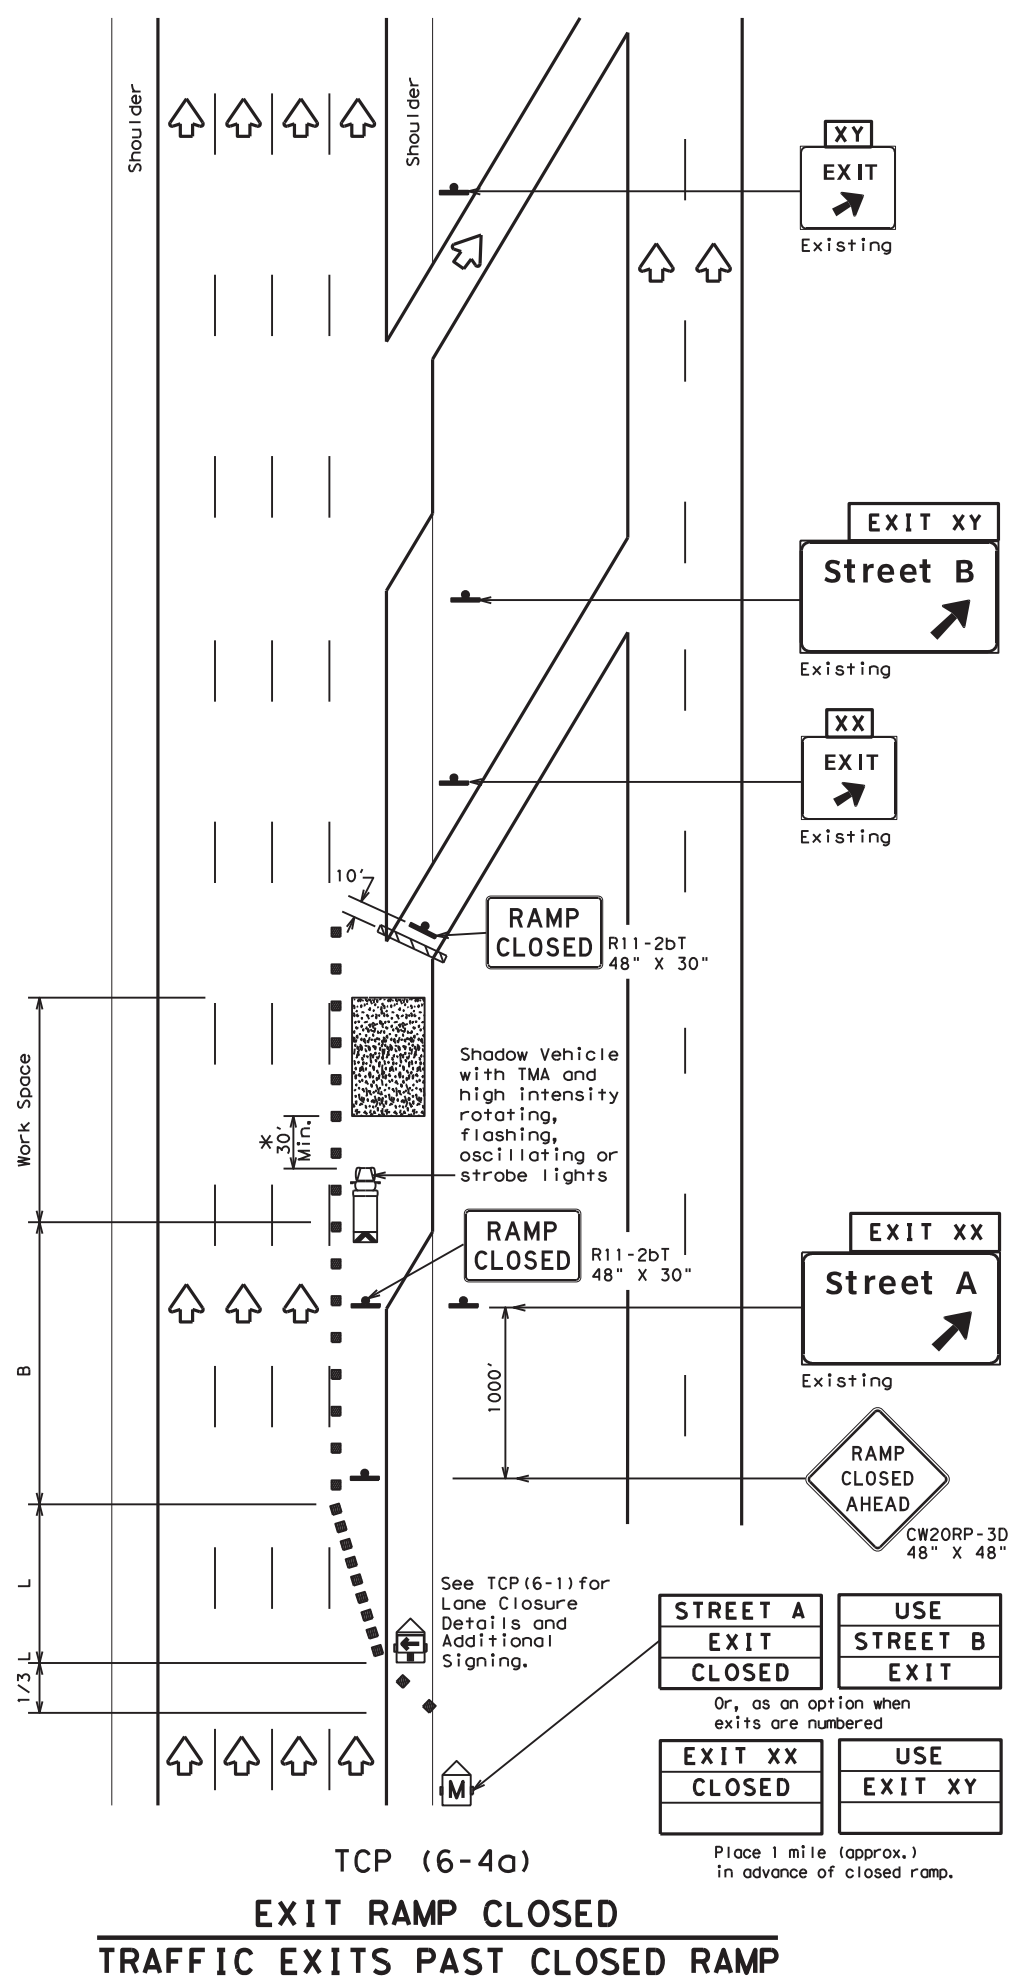 Shoulder
Shoulder
XY
EXIT
Existing
EXIT XY
Street B
Existing
XX
EXIT
Existing
10'
RAMP
CLOSED
R11-2bT
48" X 30"
Work Space
Shadow Vehicle
with TMA and
high intensity
rotating,
flashing,
oscillating or
strobe lights
*
30'
Min.
RAMP
CLOSED
R11-2bT
48" X 30"
EXIT XX
Street A
Existing
B
1000'
RAMP
CLOSED
AHEAD
CW20RP-3D
48" X 48"
L
See TCP(6-1)for
Lane Closure
Details and
Additional
Signing.
1/3 L
STREET A
EXIT
CLOSED
USE
STREET B
EXIT
Or, as an option when
exits are numbered
EXIT XX
CLOSED
USE
EXIT XY
M
Place 1 mile (approx.)
in advance of closed ramp.
TCP (6-4a)
EXIT RAMP CLOSED
TRAFFIC EXITS PAST CLOSED RAMP